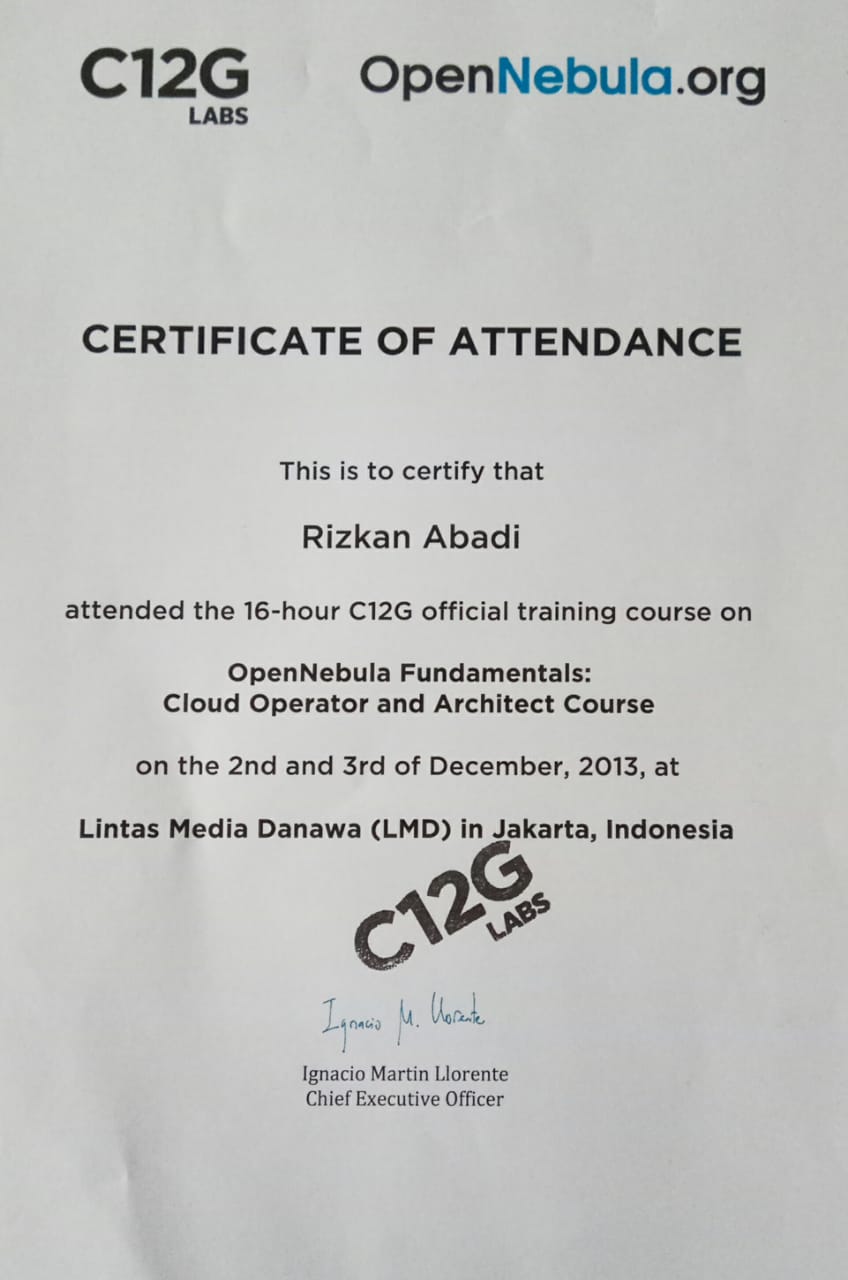 C12G
LABS
OpenNebula.org
CERTIFICATE OF ATTENDANCE
This is to certify that
Rizkan Abadi
attended the 16-hour C12G official training course on
OpenNebula Fundamentals:
Cloud Operator and Architect Course
on the 2nd and 3rd of December, 2013, at
Lintas Media Danawa (LMD) in Jakarta, Indonesia
C12G
LABS
Ignacio M. Llorente
Ignacio Martin Llorente
Chief Executive Officer